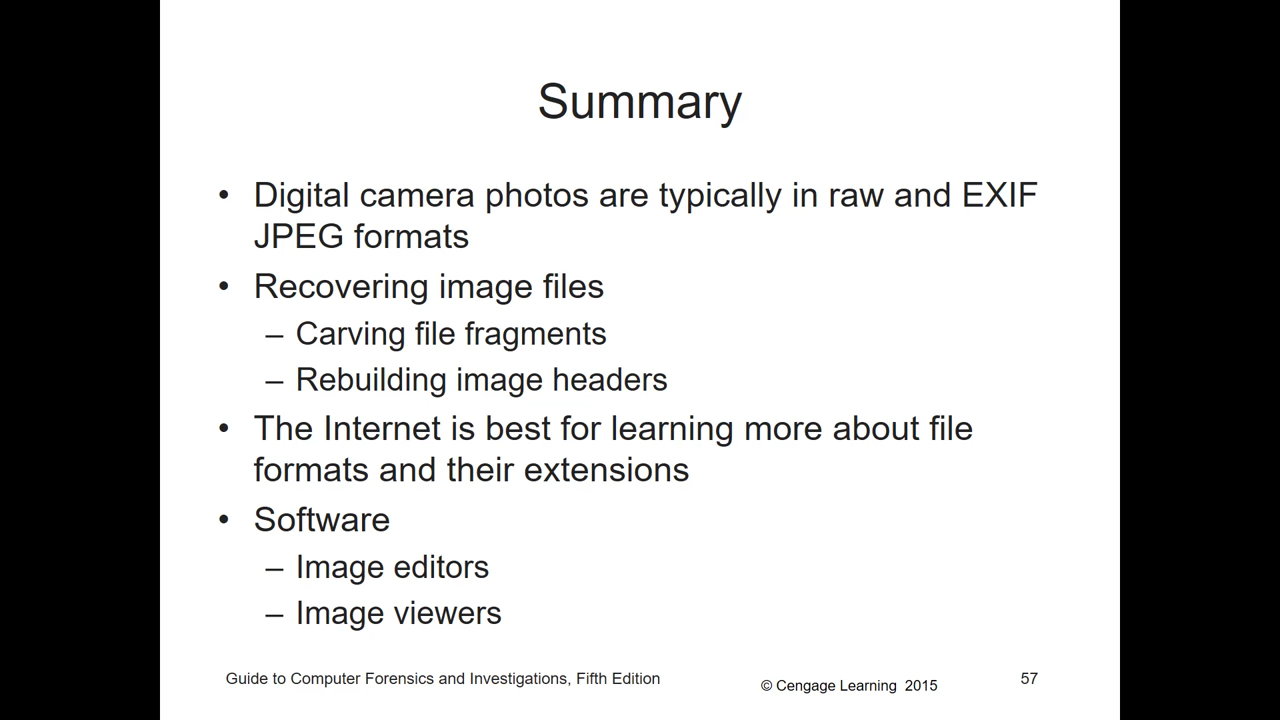 Summary
• Digital camera photos are typically in raw and EXIF
JPEG formats
• Recovering image files
– Carving file fragments
– Rebuilding image headers
• The Internet is best for learning more about file
formats and their extensions
• Software
– Image editors
– Image viewers
Guide to Computer Forensics and Investigations, Fifth Edition
© Cengage Learning 2015
57